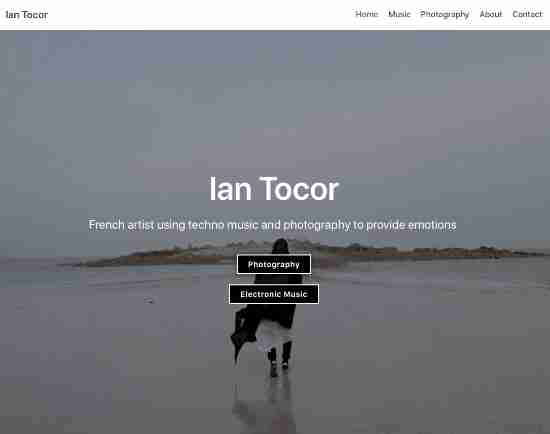 Ian Tocor
Home Music Photography About Contact
Ian Tocor
French artist using techno music and photography to provide emotions
Photography
Electronic Music